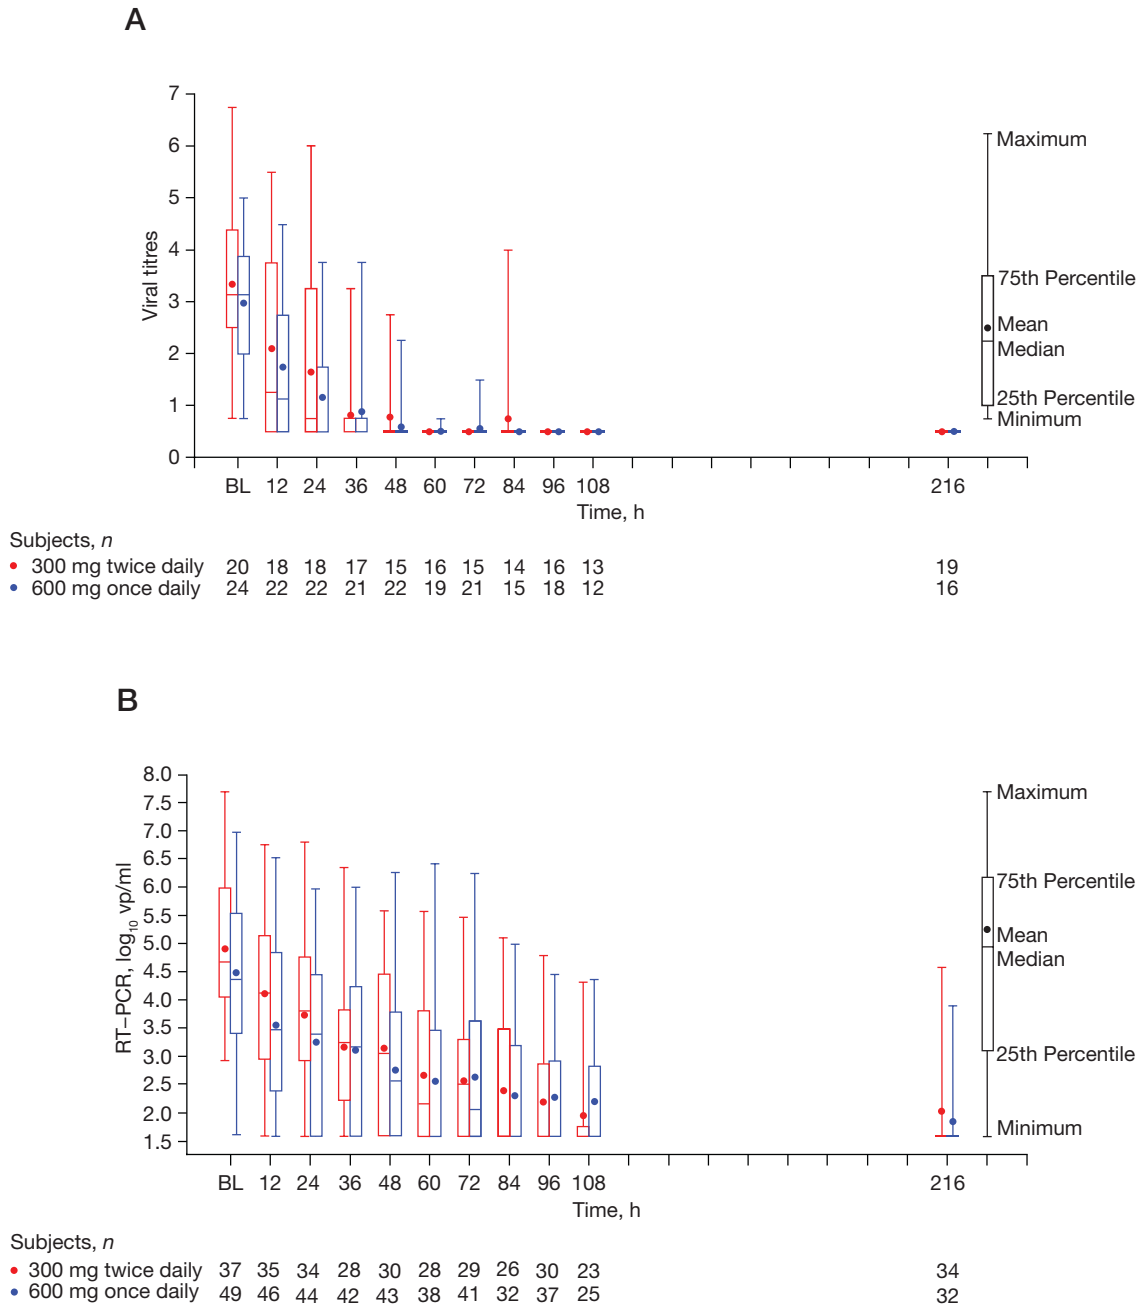 A
7
6
5
4
3
2
1
0
Viral titres
Maximum
75th Percentile
Mean
Median
25th Percentile
Minimum
BL 12 24 36 48 60 72 84 96 108 216
Time, h
Subjects, n
300 mg twice daily 20 18 18 17 15 16 15 14 16 13 19
600 mg once daily 24 22 22 21 22 19 21 15 18 12 16
B
8.0
7.5
7.0
6.5
6.0
5.5
5.0
4.5
4.0
3.5
3.0
2.5
2.0
1.5
RT–PCR, log10 vp/ml
Maximum
75th Percentile
Mean
Median
25th Percentile
Minimum
BL 12 24 36 48 60 72 84 96 108 216
Time, h
Subjects, n
300 mg twice daily 37 35 34 28 30 28 29 26 30 23 34
600 mg once daily 49 46 44 42 43 38 41 32 37 25 32